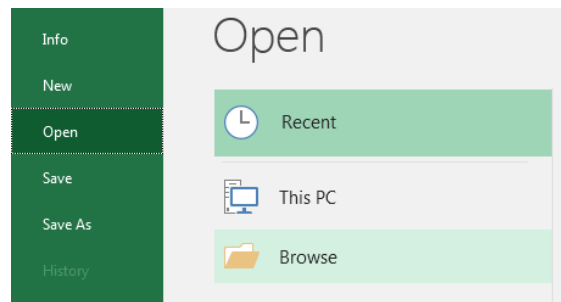 Info
New
Open
Save
Save As
History
Open
Recent
This PC
Browse